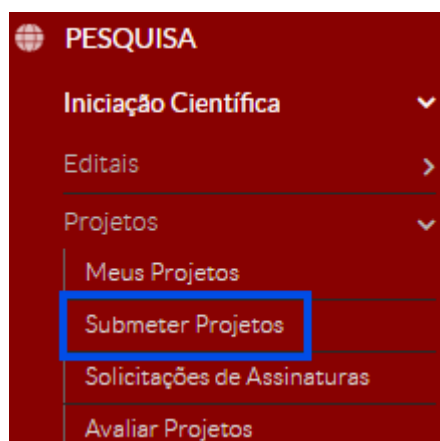 PESQUISA
Iniciação Científica
Editais
Projetos
Meus Projetos
Submeter Projetos
Solicitações de Assinaturas
Avaliar Projetos